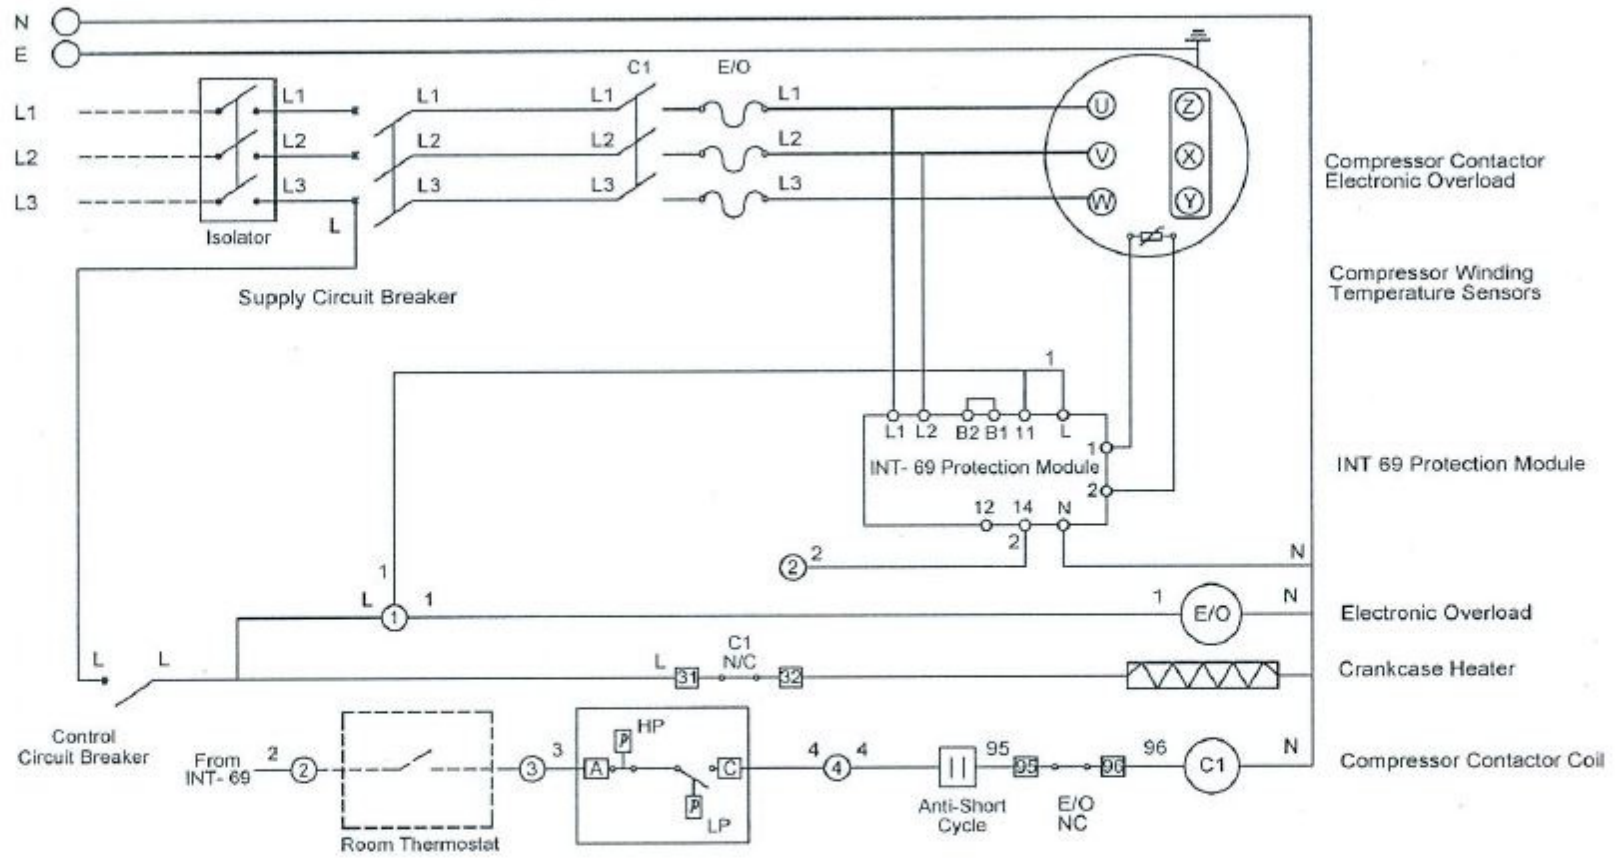 N
E
C1 E/O
L1 L1 L1 L1 L1 U Z
L2 L2 L2 L2 L2 V X
L3 L3 L3 L3 L3 W Y
Compressor Contactor
Electronic Overload
Isolator
L
Supply Circuit Breaker
Compressor Winding
Temperature Sensors
1
L1 L2 B2 B1 11 L
1
INT- 69 Protection Module
2
12 14 N
INT 69 Protection Module
2
2 2
N
1
L 1 1
1 E/O N
Electronic Overload
C1
N/C
L L
L 31 32
Crankcase Heater
Control
Circuit Breaker
From
INT- 69
2 2
Room Thermostat
3 3
HP
A P C
P
LP
4 4 4
Anti-Short
Cycle
95 95 96 96
E/O
NC
C1 N
Compressor Contactor Coil